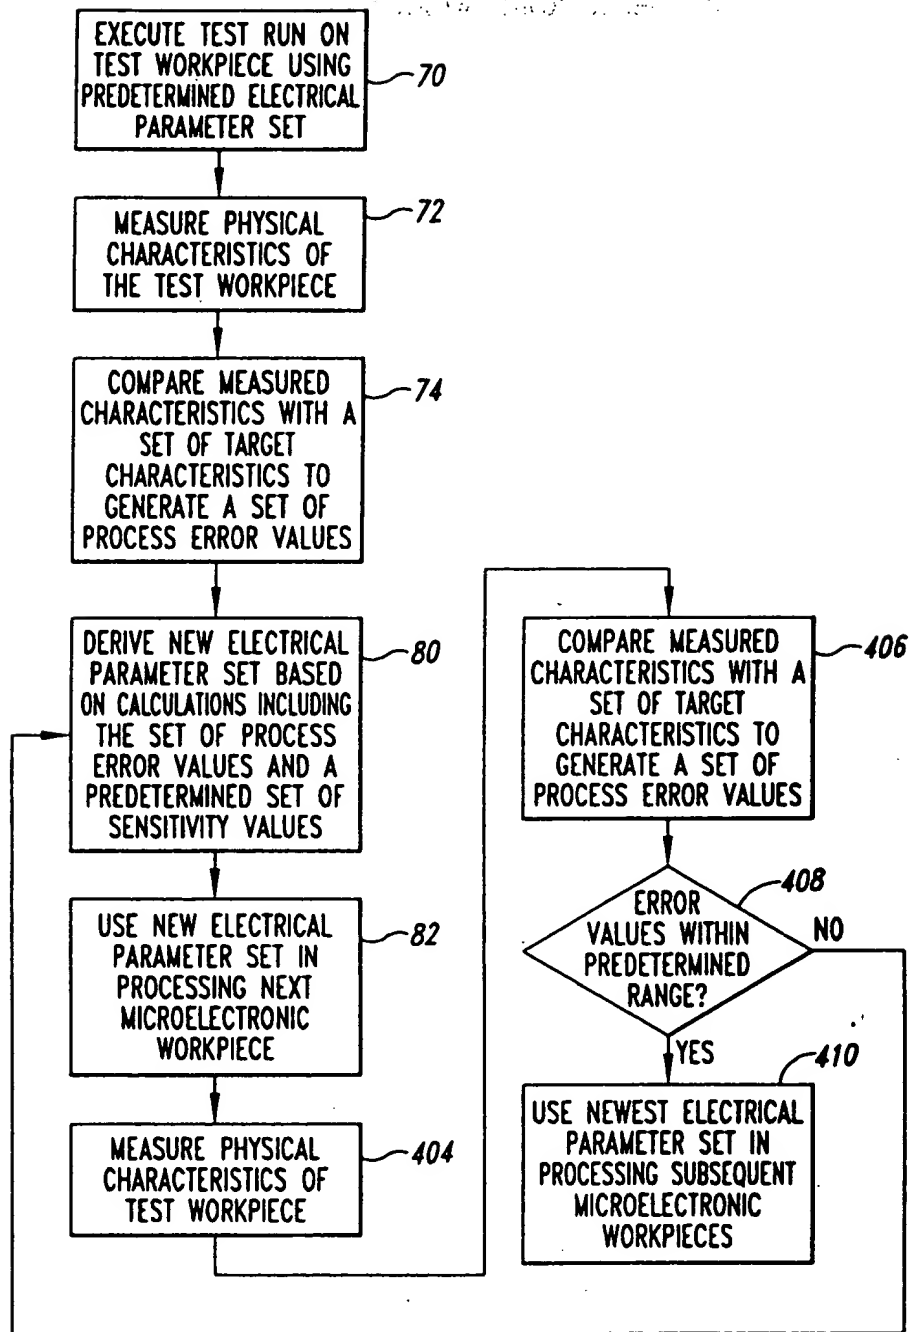 EXECUTE TEST RUN ON
TEST WORKPIECE USING
PREDETERMINED ELECTRICAL
PARAMETER SET
70
MEASURE PHYSICAL
CHARACTERISTICS OF
THE TEST WORKPIECE
72
COMPARE MEASURED
CHARACTERISTICS WITH A
SET OF TARGET
CHARACTERISTICS TO
GENERATE A SET OF
PROCESS ERROR VALUES
74
DERIVE NEW ELECTRICAL
PARAMETER SET BASED
ON CALCULATIONS INCLUDING
THE SET OF PROCESS
ERROR VALUES AND A
PREDETERMINED SET OF
SENSITIVITY VALUES
80
USE NEW ELECTRICAL
PARAMETER SET IN
PROCESSING NEXT
MICROELECTRONIC
WORKPIECE
82
MEASURE PHYSICAL
CHARACTERISTICS OF
TEST WORKPIECE
404
COMPARE MEASURED
CHARACTERISTICS WITH A
SET OF TARGET
CHARACTERISTICS TO
GENERATE A SET OF
PROCESS ERROR VALUES
406
ERROR
VALUES WITHIN
PREDETERMINED
RANGE?
408
NO
YES
USE NEWEST ELECTRICAL
PARAMETER SET IN
PROCESSING SUBSEQUENT
MICROELECTRONIC
WORKPIECES
410